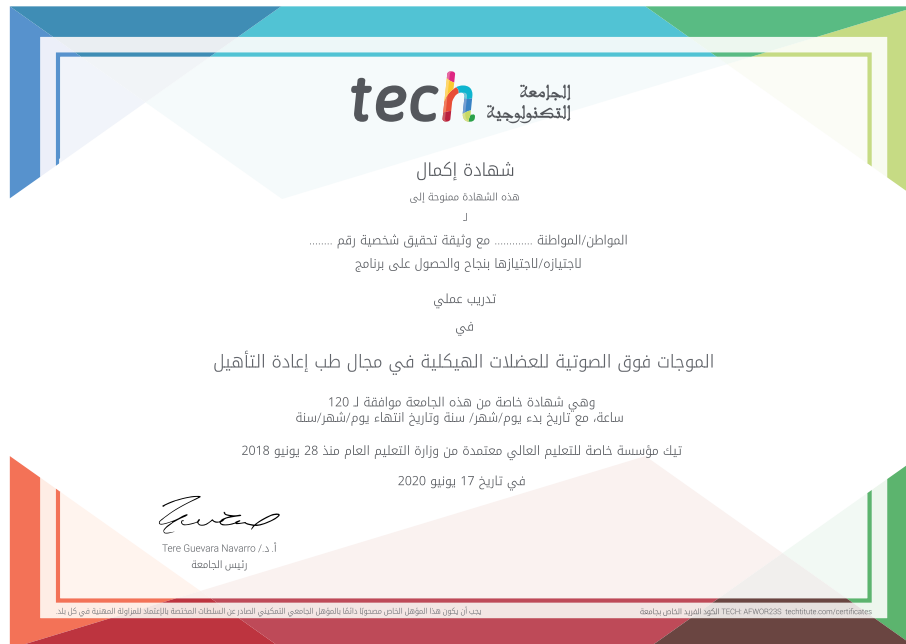 tech
الجامعة
التكنولوجية
شهادة إكمال
هذه الشهادة ممنوحة إلى
لـ
المواطن/المواطنة ............. مع وثيقة تحقيق شخصية رقم ........
لاجتيازه/لاجتيازها بنجاح والحصول على برنامج
تدريب عملي
في
الموجات فوق الصوتية للعضلات الهيكلية في مجال طب إعادة التأهيل
وهي شهادة خاصة من هذه الجامعة موافقة لـ 120
ساعة، مع تاريخ بدء يوم/شهر/ سنة وتاريخ انتهاء يوم/شهر/سنة
تيك مؤسسة خاصة للتعليم العالي معتمدة من وزارة التعليم العام منذ 28 يونيو 2018
في تاريخ 17 يونيو 2020
أ.د./ Tere Guevara Navarro
رئيس الجامعة
يجب أن يكون هذا المؤهل الخاص مصحوبًا دائمًا بالمؤهل الجامعي التمكيني الصادر عن السلطات المختصة بالإعتماد للمزاولة المهنية في كل بلد.
الكود الفريد الخاص بجامعة TECH: AFWOR23S techtitute.com/certificates